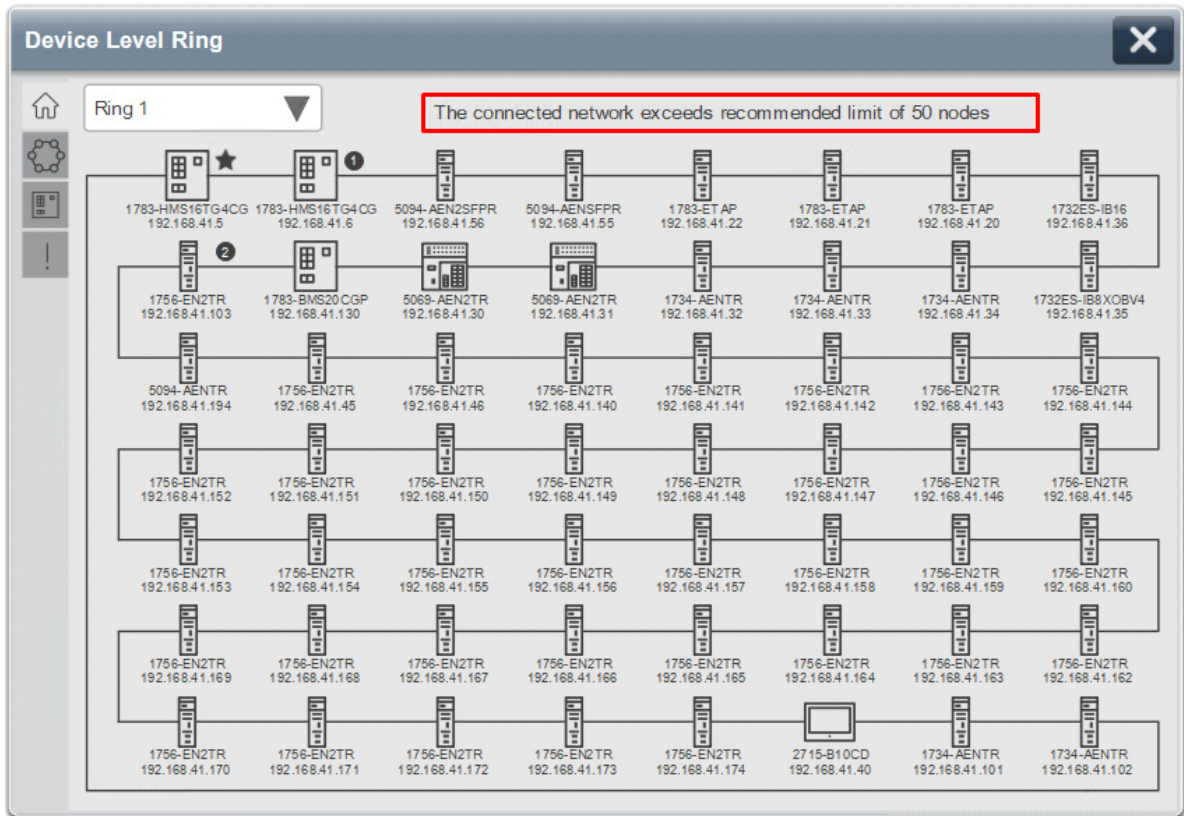 Device Level Ring
Ring 1
The connected network exceeds recommended limit of 50 nodes
1
1783-HMS16TG4CG 1783-HMS16TG4CG 5094-AEN2SFPR 5094-AENSFPR 1783-ETAP 1783-ETAP 1783-ETAP 1732ES-IB16
192.168.41.5 192.168.41.6 192.168.41.56 192.168.41.55 192.168.41.22 192.168.41.21 192.168.41.20 192.168.41.36
2
1756-EN2TR 1783-BMS20CGP 5069-AEN2TR 5069-AEN2TR 1734-AENTR 1734-AENTR 1734-AENTR 1732ES-IB8XOBV4
192.168.41.103 192.168.41.130 192.168.41.30 192.168.41.31 192.168.41.32 192.168.41.33 192.168.41.34 192.168.41.35
5094-AENTR 1756-EN2TR 1756-EN2TR 1756-EN2TR 1756-EN2TR 1756-EN2TR 1756-EN2TR 1756-EN2TR
192.168.41.194 192.168.41.45 192.168.41.46 192.168.41.140 192.168.41.141 192.168.41.142 192.168.41.143 192.168.41.144
1756-EN2TR 1756-EN2TR 1756-EN2TR 1756-EN2TR 1756-EN2TR 1756-EN2TR 1756-EN2TR 1756-EN2TR
192.168.41.152 192.168.41.151 192.168.41.150 192.168.41.149 192.168.41.148 192.168.41.147 192.168.41.146 192.168.41.145
1756-EN2TR 1756-EN2TR 1756-EN2TR 1756-EN2TR 1756-EN2TR 1756-EN2TR 1756-EN2TR 1756-EN2TR
192.168.41.153 192.168.41.154 192.168.41.155 192.168.41.156 192.168.41.157 192.168.41.158 192.168.41.159 192.168.41.160
1756-EN2TR 1756-EN2TR 1756-EN2TR 1756-EN2TR 1756-EN2TR 1756-EN2TR 1756-EN2TR 1756-EN2TR
192.168.41.169 192.168.41.168 192.168.41.167 192.168.41.166 192.168.41.165 192.168.41.164 192.168.41.163 192.168.41.162
1756-EN2TR 1756-EN2TR 1756-EN2TR 1756-EN2TR 1756-EN2TR 2715-B10CD 1734-AENTR 1734-AENTR
192.168.41.170 192.168.41.171 192.168.41.172 192.168.41.173 192.168.41.174 192.168.41.40 192.168.41.101 192.168.41.102